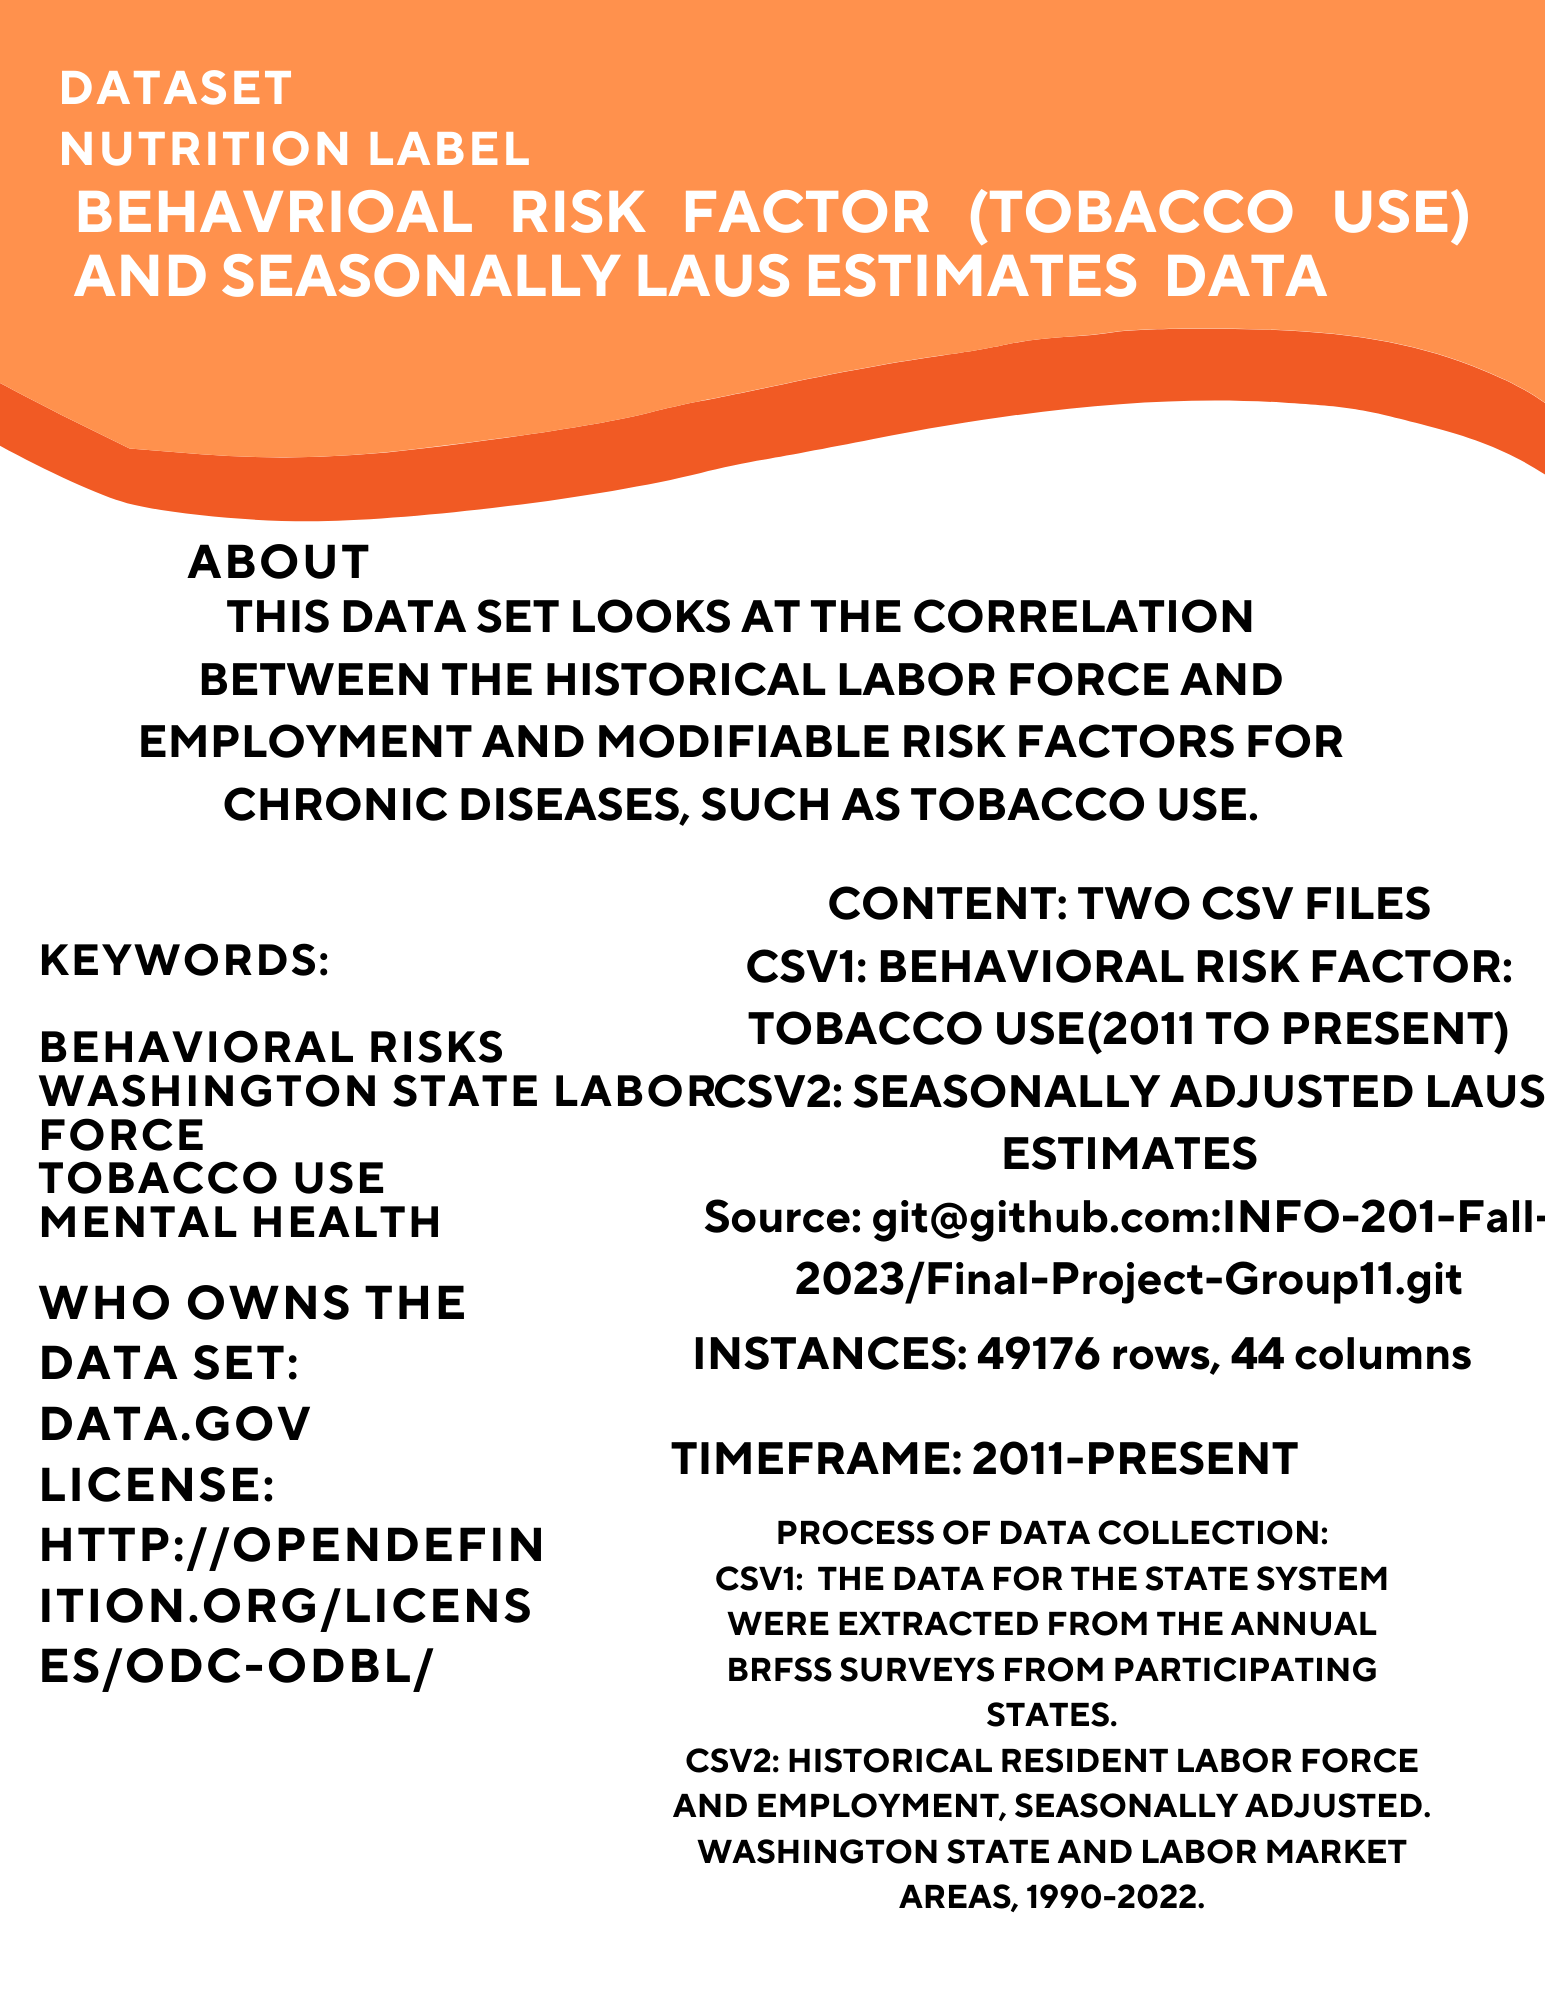 DATASET
NUTRITION LABEL
BEHAVRIOAL RISK FACTOR (TOBACCO USE)
AND SEASONALLY LAUS ESTIMATES DATA
ABOUT
THIS DATA SET LOOKS AT THE CORRELATION
BETWEEN THE HISTORICAL LABOR FORCE AND
EMPLOYMENT AND MODIFIABLE RISK FACTORS FOR
CHRONIC DISEASES, SUCH AS TOBACCO USE.
KEYWORDS:
BEHAVIORAL RISKS
WASHINGTON STATE LABOR
FORCE
TOBACCO USE
MENTAL HEALTH
WHO OWNS THE
DATA SET:
DATA.GOV
LICENSE:
HTTP://OPENDEFIN
ITION.ORG/LICENS
ES/ODC-ODBL/
CONTENT: TWO CSV FILES
CSV1: BEHAVIORAL RISK FACTOR:
TOBACCO USE(2011 TO PRESENT)
CSV2: SEASONALLY ADJUSTED LAUS
ESTIMATES
Source: git@github.com:INFO-201-Fall-
2023/Final-Project-Group11.git
INSTANCES: 49176 rows, 44 columns
TIMEFRAME: 2011-PRESENT
PROCESS OF DATA COLLECTION:
CSV1: THE DATA FOR THE STATE SYSTEM
WERE EXTRACTED FROM THE ANNUAL
BRFSS SURVEYS FROM PARTICIPATING
STATES.
CSV2: HISTORICAL RESIDENT LABOR FORCE
AND EMPLOYMENT, SEASONALLY ADJUSTED.
WASHINGTON STATE AND LABOR MARKET
AREAS, 1990-2022.